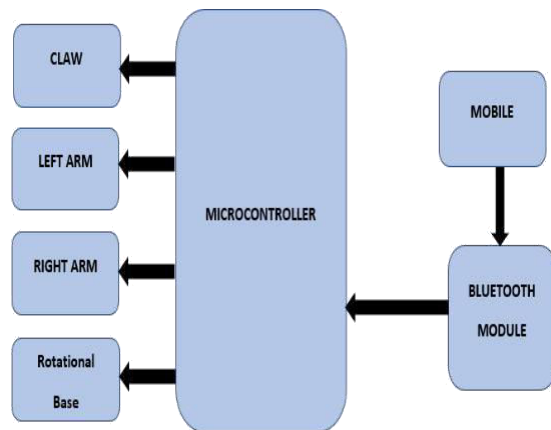 CLAW
LEFT ARM
RIGHT ARM
Rotational
Base
MICROCONTROLLER
MOBILE
BLUETOOTH
MODULE